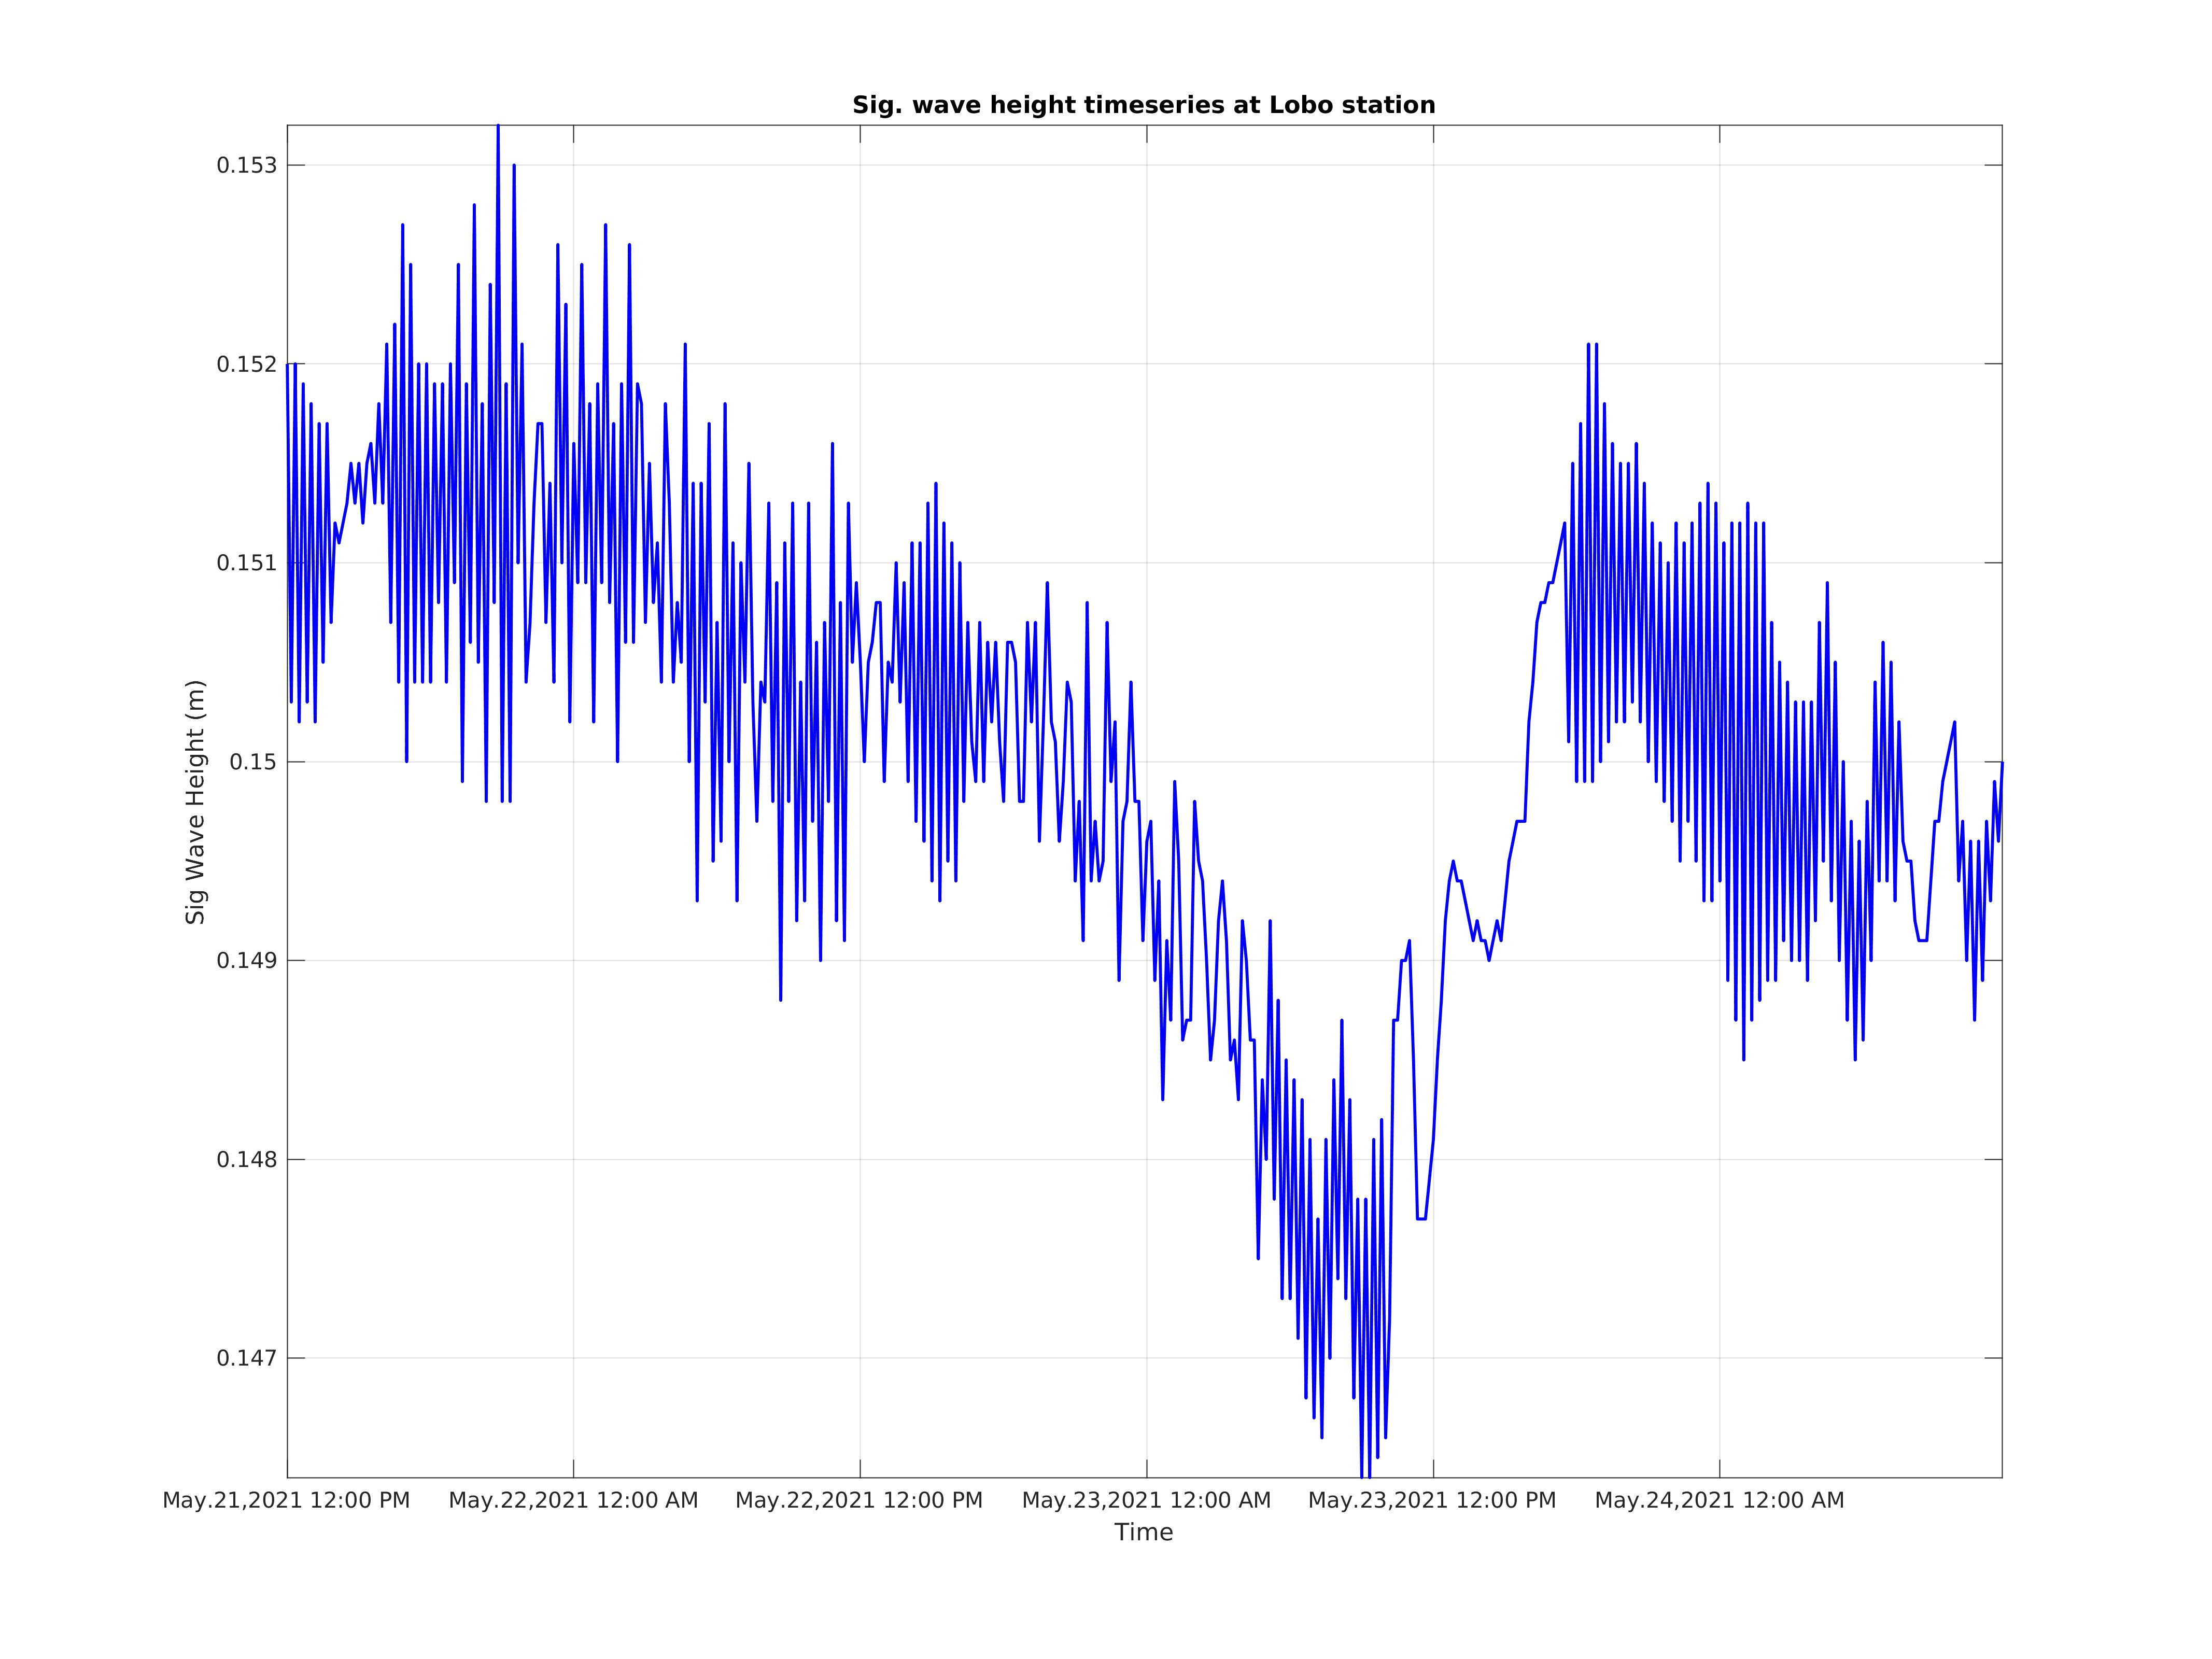 Sig. wave height timeseries at Lobo station
0.153
0.152
0.151
0.15
0.149
0.148
0.147
Sig Wave Height (m)
May.21,2021 12:00 PM
May.22,2021 12:00 AM
May.22,2021 12:00 PM
May.23,2021 12:00 AM
May.23,2021 12:00 PM
May.24,2021 12:00 AM
Time